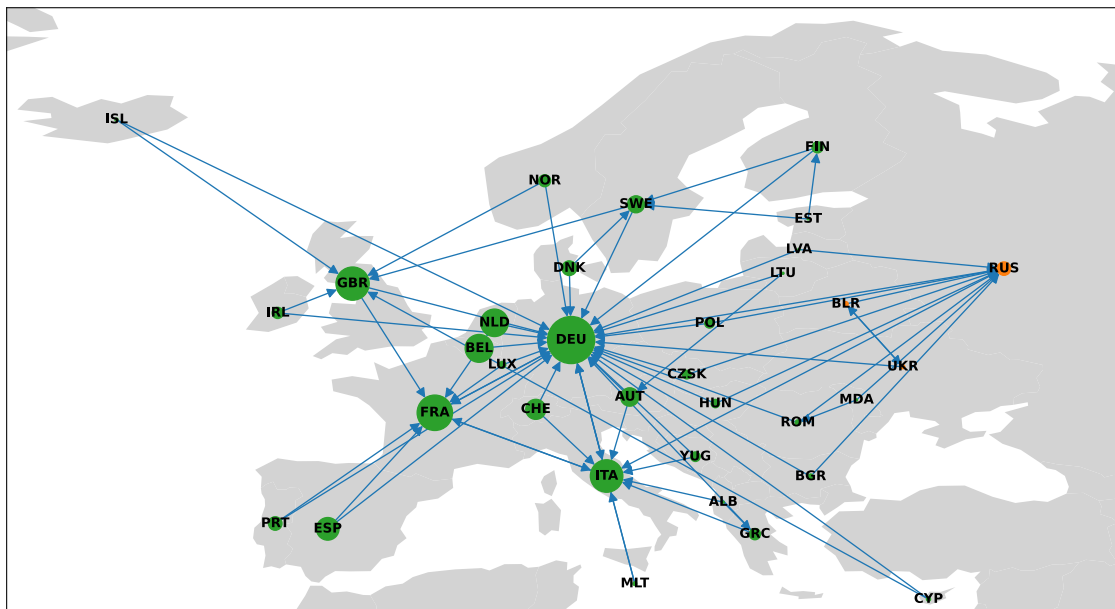 ISL
FIN
NOR
SWE
EST
LVA
RUS
DNK
LTU
GBR
BLR
IRL
NLD
POL
DEU
BEL
LUX
UKR
CZSK
AUT
MDA
HUN
CHE
FRA
ROM
YUG
ITA
BGR
ALB
PRT
ESP
GRC
MLT
CYP